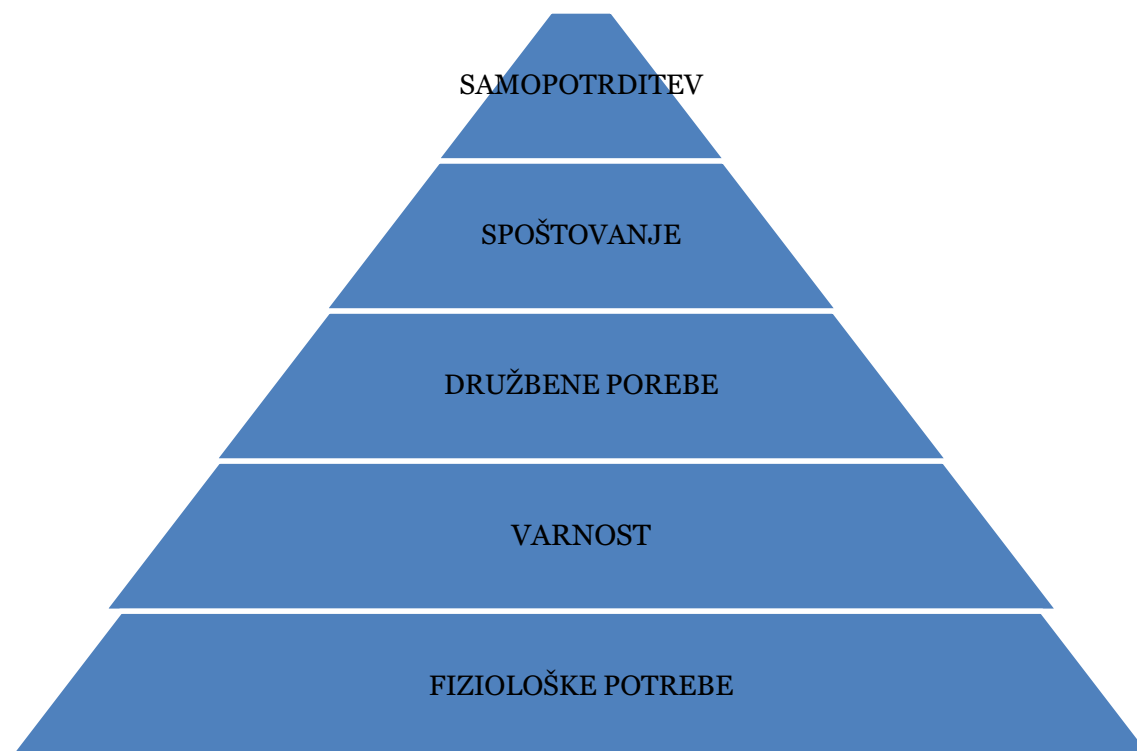 SAMOPOTRDITEV
SPOŠTOVANJE
DRUŽBENE POREBE
VARNOST
FIZIOLOŠKE POTREBE